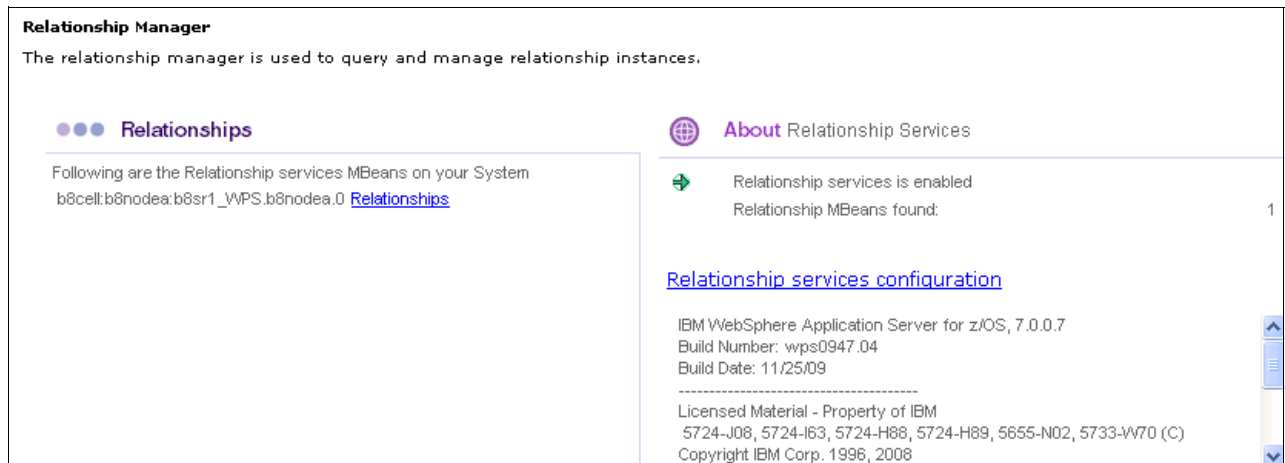 Relationship Manager
The relationship manager is used to query and manage relationship instances.
Relationships
Following are the Relationship services MBeans on your System
b8cell:b8nodea:b8sr1_WPS.b8nodea.0 Relationships
About Relationship Services
Relationship services is enabled
Relationship MBeans found: 1
Relationship services configuration
IBM WebSphere Application Server for z/OS, 7.0.0.7
Build Number: wps0947.04
Build Date: 11/25/09
---------------------------------------
Licensed Material - Property of IBM
5724-J08, 5724-I63, 5724-H88, 5724-H89, 5655-N02, 5733-W70 (C)
Copyright IBM Corp. 1996, 2008